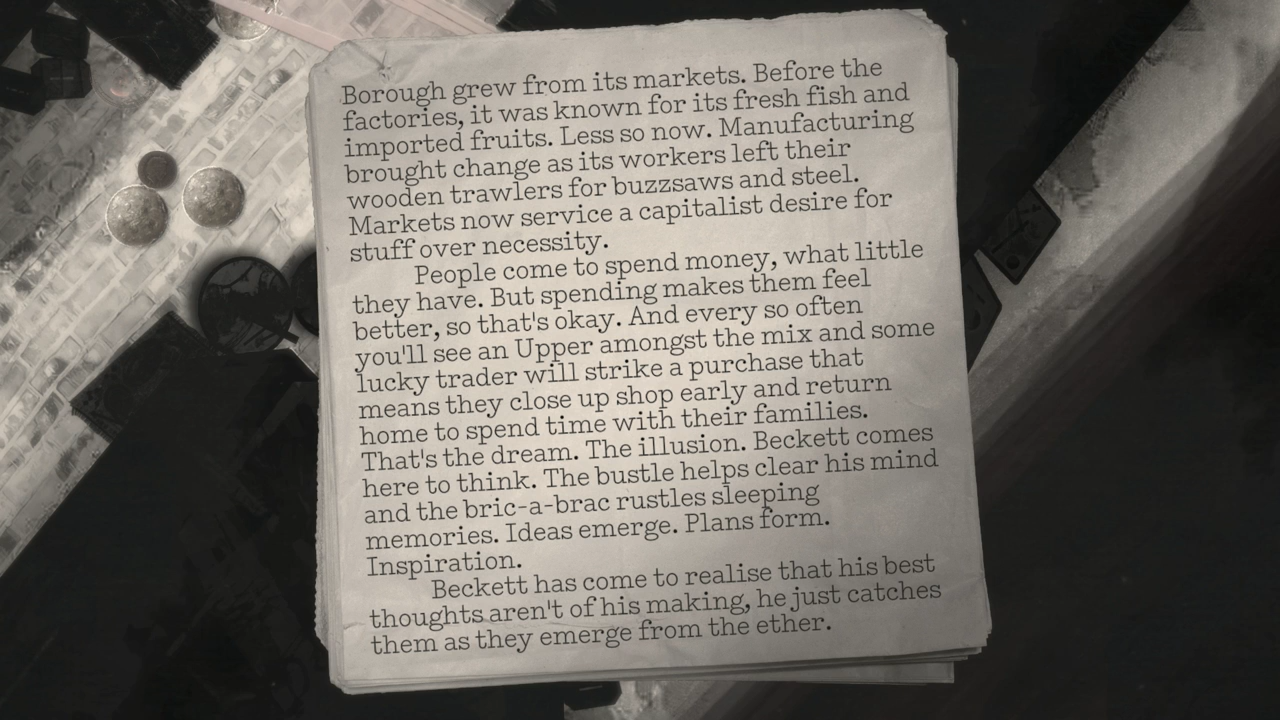 Borough grew from its markets. Before the
factories, it was known for its fresh fish and
imported fruits. Less so now. Manufacturing
brought change as its workers left their
wooden trawlers for buzzsaws and steel.
Markets now service a capitalist desire for
stuff over necessity.
People come to spend money, what little
they have. But spending makes them feel
better, so that's okay. And every so often
you'll see an Upper amongst the mix and some
lucky trader will strike a purchase that
means they close up shop early and return
home to spend time with their families.
That's the dream. The illusion. Beckett comes
here to think. The bustle helps clear his mind
and the bric-a-brac rustles sleeping
memories. Ideas emerge. Plans form.
Inspiration.
Beckett has come to realise that his best
thoughts aren't of his making, he just catches
them as they emerge from the ether.